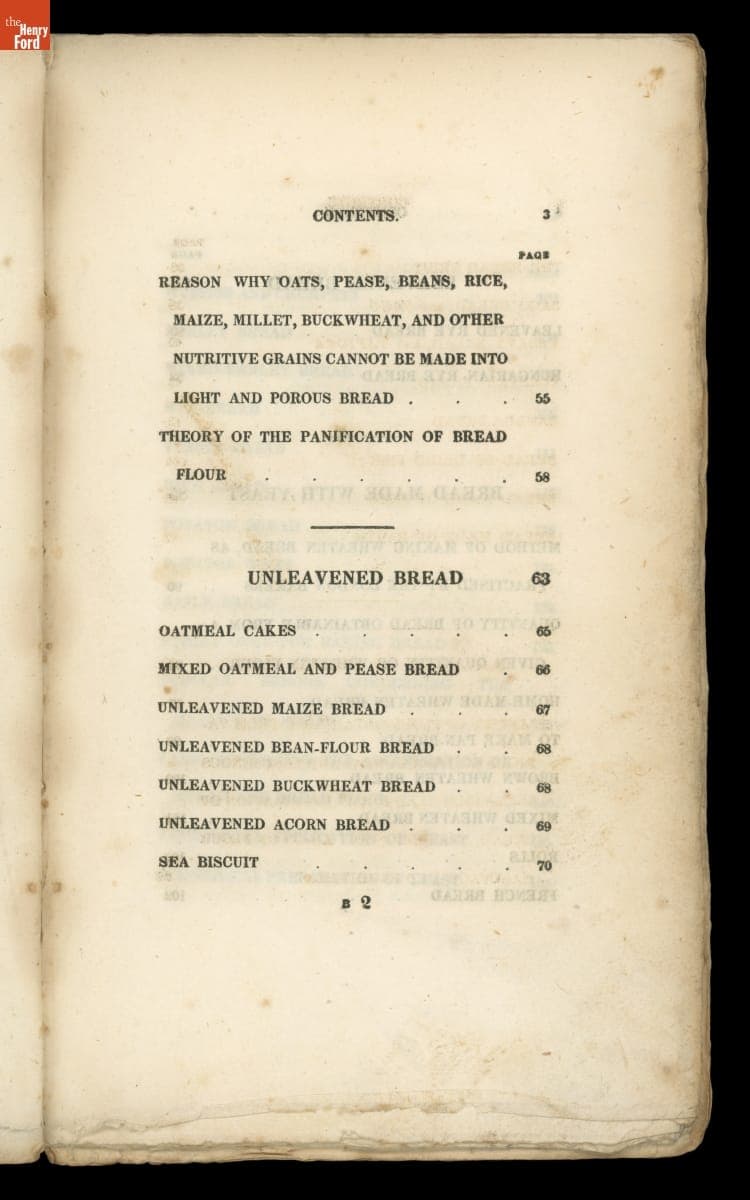 the
Henry
Ford
CONTENTS. 3
PAGE
REASON WHY OATS, PEASE, BEANS, RICE,
MAIZE, MILLET, BUCKWHEAT, AND OTHER
NUTRITIVE GRAINS CANNOT BE MADE INTO
LIGHT AND POROUS BREAD . . . 55
THEORY OF THE PANIFICATION OF BREAD
FLOUR . . . . . . . 58
UNLEAVENED BREAD 63
OATMEAL CAKES . . . . . 65
MIXED OATMEAL AND PEASE BREAD . 66
UNLEAVENED MAIZE BREAD . . . 67
UNLEAVENED BEAN-FLOUR BREAD . . 68
UNLEAVENED BUCKWHEAT BREAD . . 68
UNLEAVENED ACORN BREAD . . . 69
SEA BISCUIT . . . . . 70
B 2